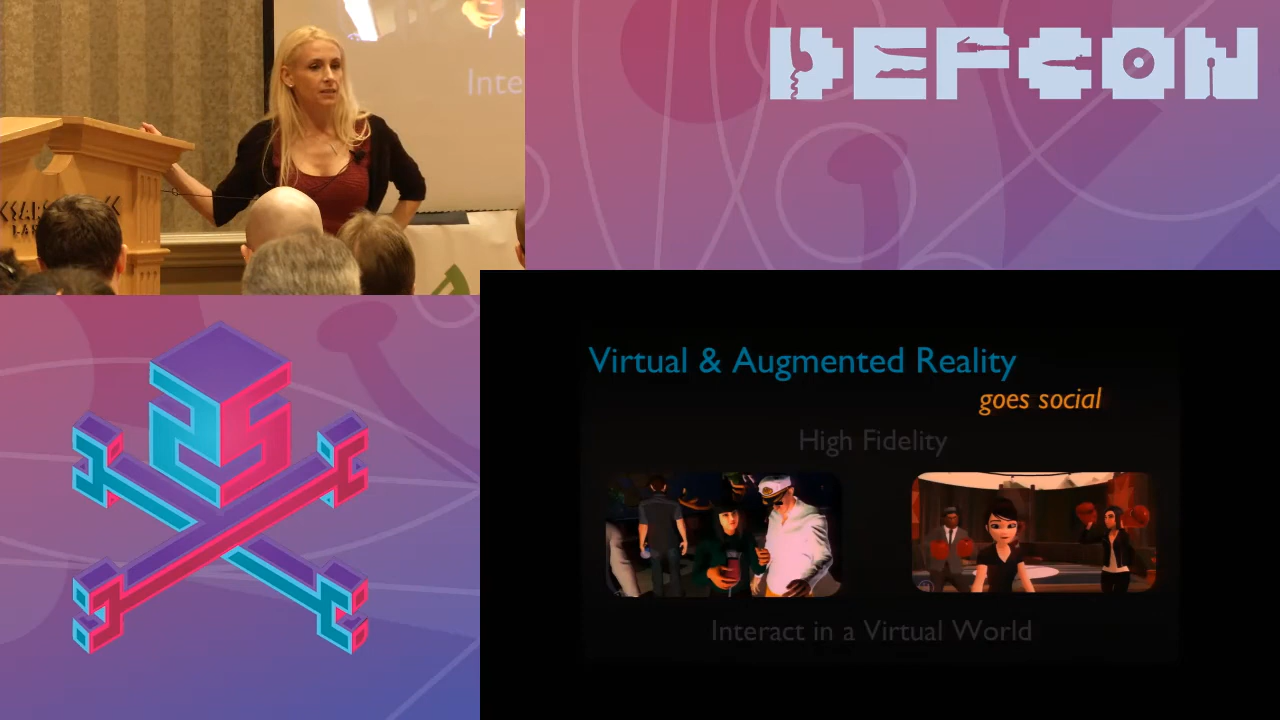 DEFCON
Inte
Virtual & Augmented Reality
goes social
High Fidelity
Interact in a Virtual World